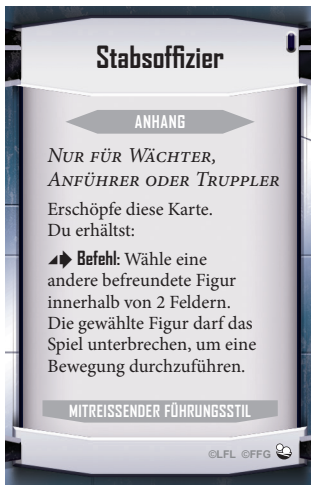 Stabsoffizier
ANHANG
NUR FÜR WÄCHTER,
ANFÜHRER ODER TRUPPLER
Erschöpfe diese Karte.
Du erhältst:
Befehl: Wähle eine
andere befreundete Figur
innerhalb von 2 Feldern.
Die gewählte Figur darf das
Spiel unterbrechen, um eine
Bewegung durchzuführen.
MITREISSENDER FÜHRUNGSSTIL
©LFL ©FFG